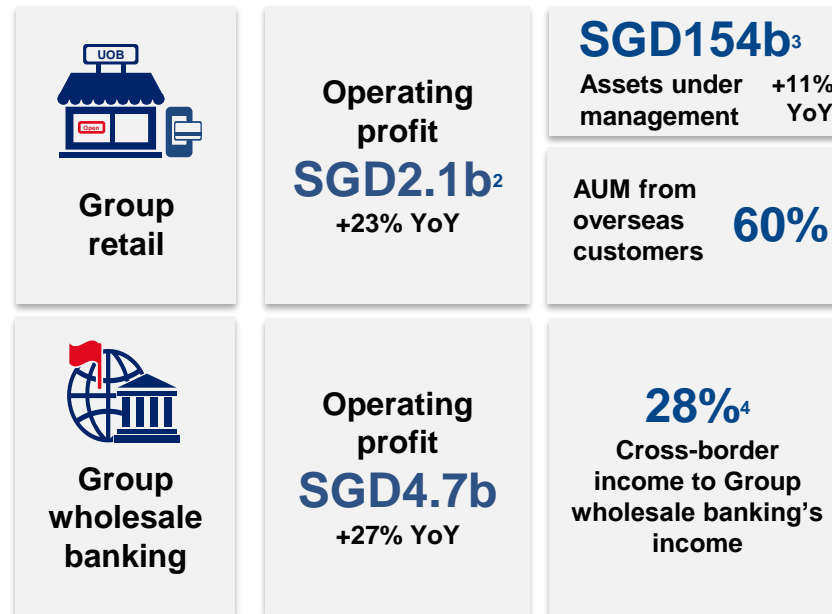 UOB
Open
Group
retail
Operating
profit
SGD2.1b2
+23% YoY
SGD154b3
Assets under
management
+11%
YoY
AUM from
overseas
customers
60%
Group
wholesale
banking
Operating
profit
SGD4.7b
+27% YoY
28%4
Cross-border
income to Group
wholesale banking's
income